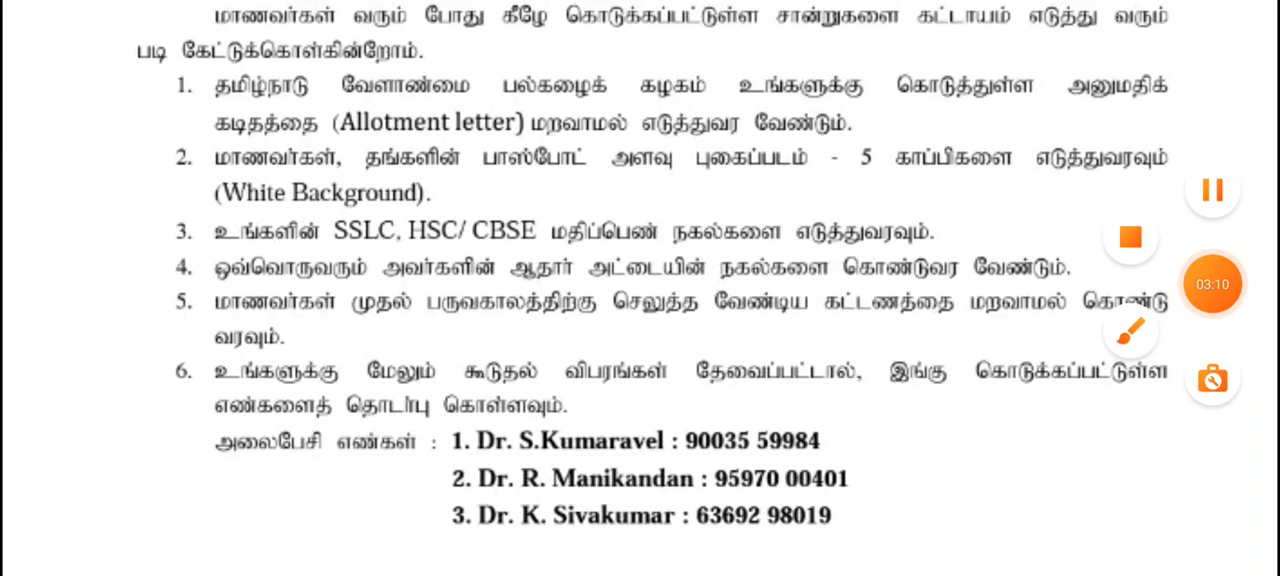 மாணவர்கள் வரும் போது கீழே கொடுக்கப்பட்டுள்ள சான்றுகளை கட்டாயம் எடுத்து வரும்
படி கேட்டுக்கொள்கின்றோம்.
1. தமிழ்நாடு வேளாண்மை பல்கழைக் கழகம் உங்களுக்கு கொடுத்துள்ள அனுமதிக்
கடிதத்தை (Allotment letter) மறவாமல் எடுத்துவர வேண்டும்.
2. மாணவர்கள், தங்களின் பாஸ்போட் அளவு புகைப்படம் - 5 காப்பிகளை எடுத்துவரவும்
(White Background).
3. உங்களின் SSLC, HSC/ CBSE மதிப்பெண் நகல்களை எடுத்துவரவும்.
4. ஒவ்வொருவரும் அவர்களின் ஆதார் அட்டையின் நகல்களை கொண்டுவர வேண்டும்.
5. மாணவர்கள் முதல் பருவகாலத்திற்கு செலுத்த வேண்டிய கட்டணத்தை மறவாமல் கொண்டு
வரவும்.
6. உங்களுக்கு மேலும் கூடுதல் விபரங்கள் தேவைப்பட்டால், இங்கு கொடுக்கப்பட்டுள்ள
எண்களைத் தொடர்பு கொள்ளவும்.
அலைபேசி எண்கள் : 1. Dr. S.Kumaravel : 90035 59984
2. Dr. R. Manikandan : 95970 00401
3. Dr. K. Sivakumar : 63692 98019
03:10